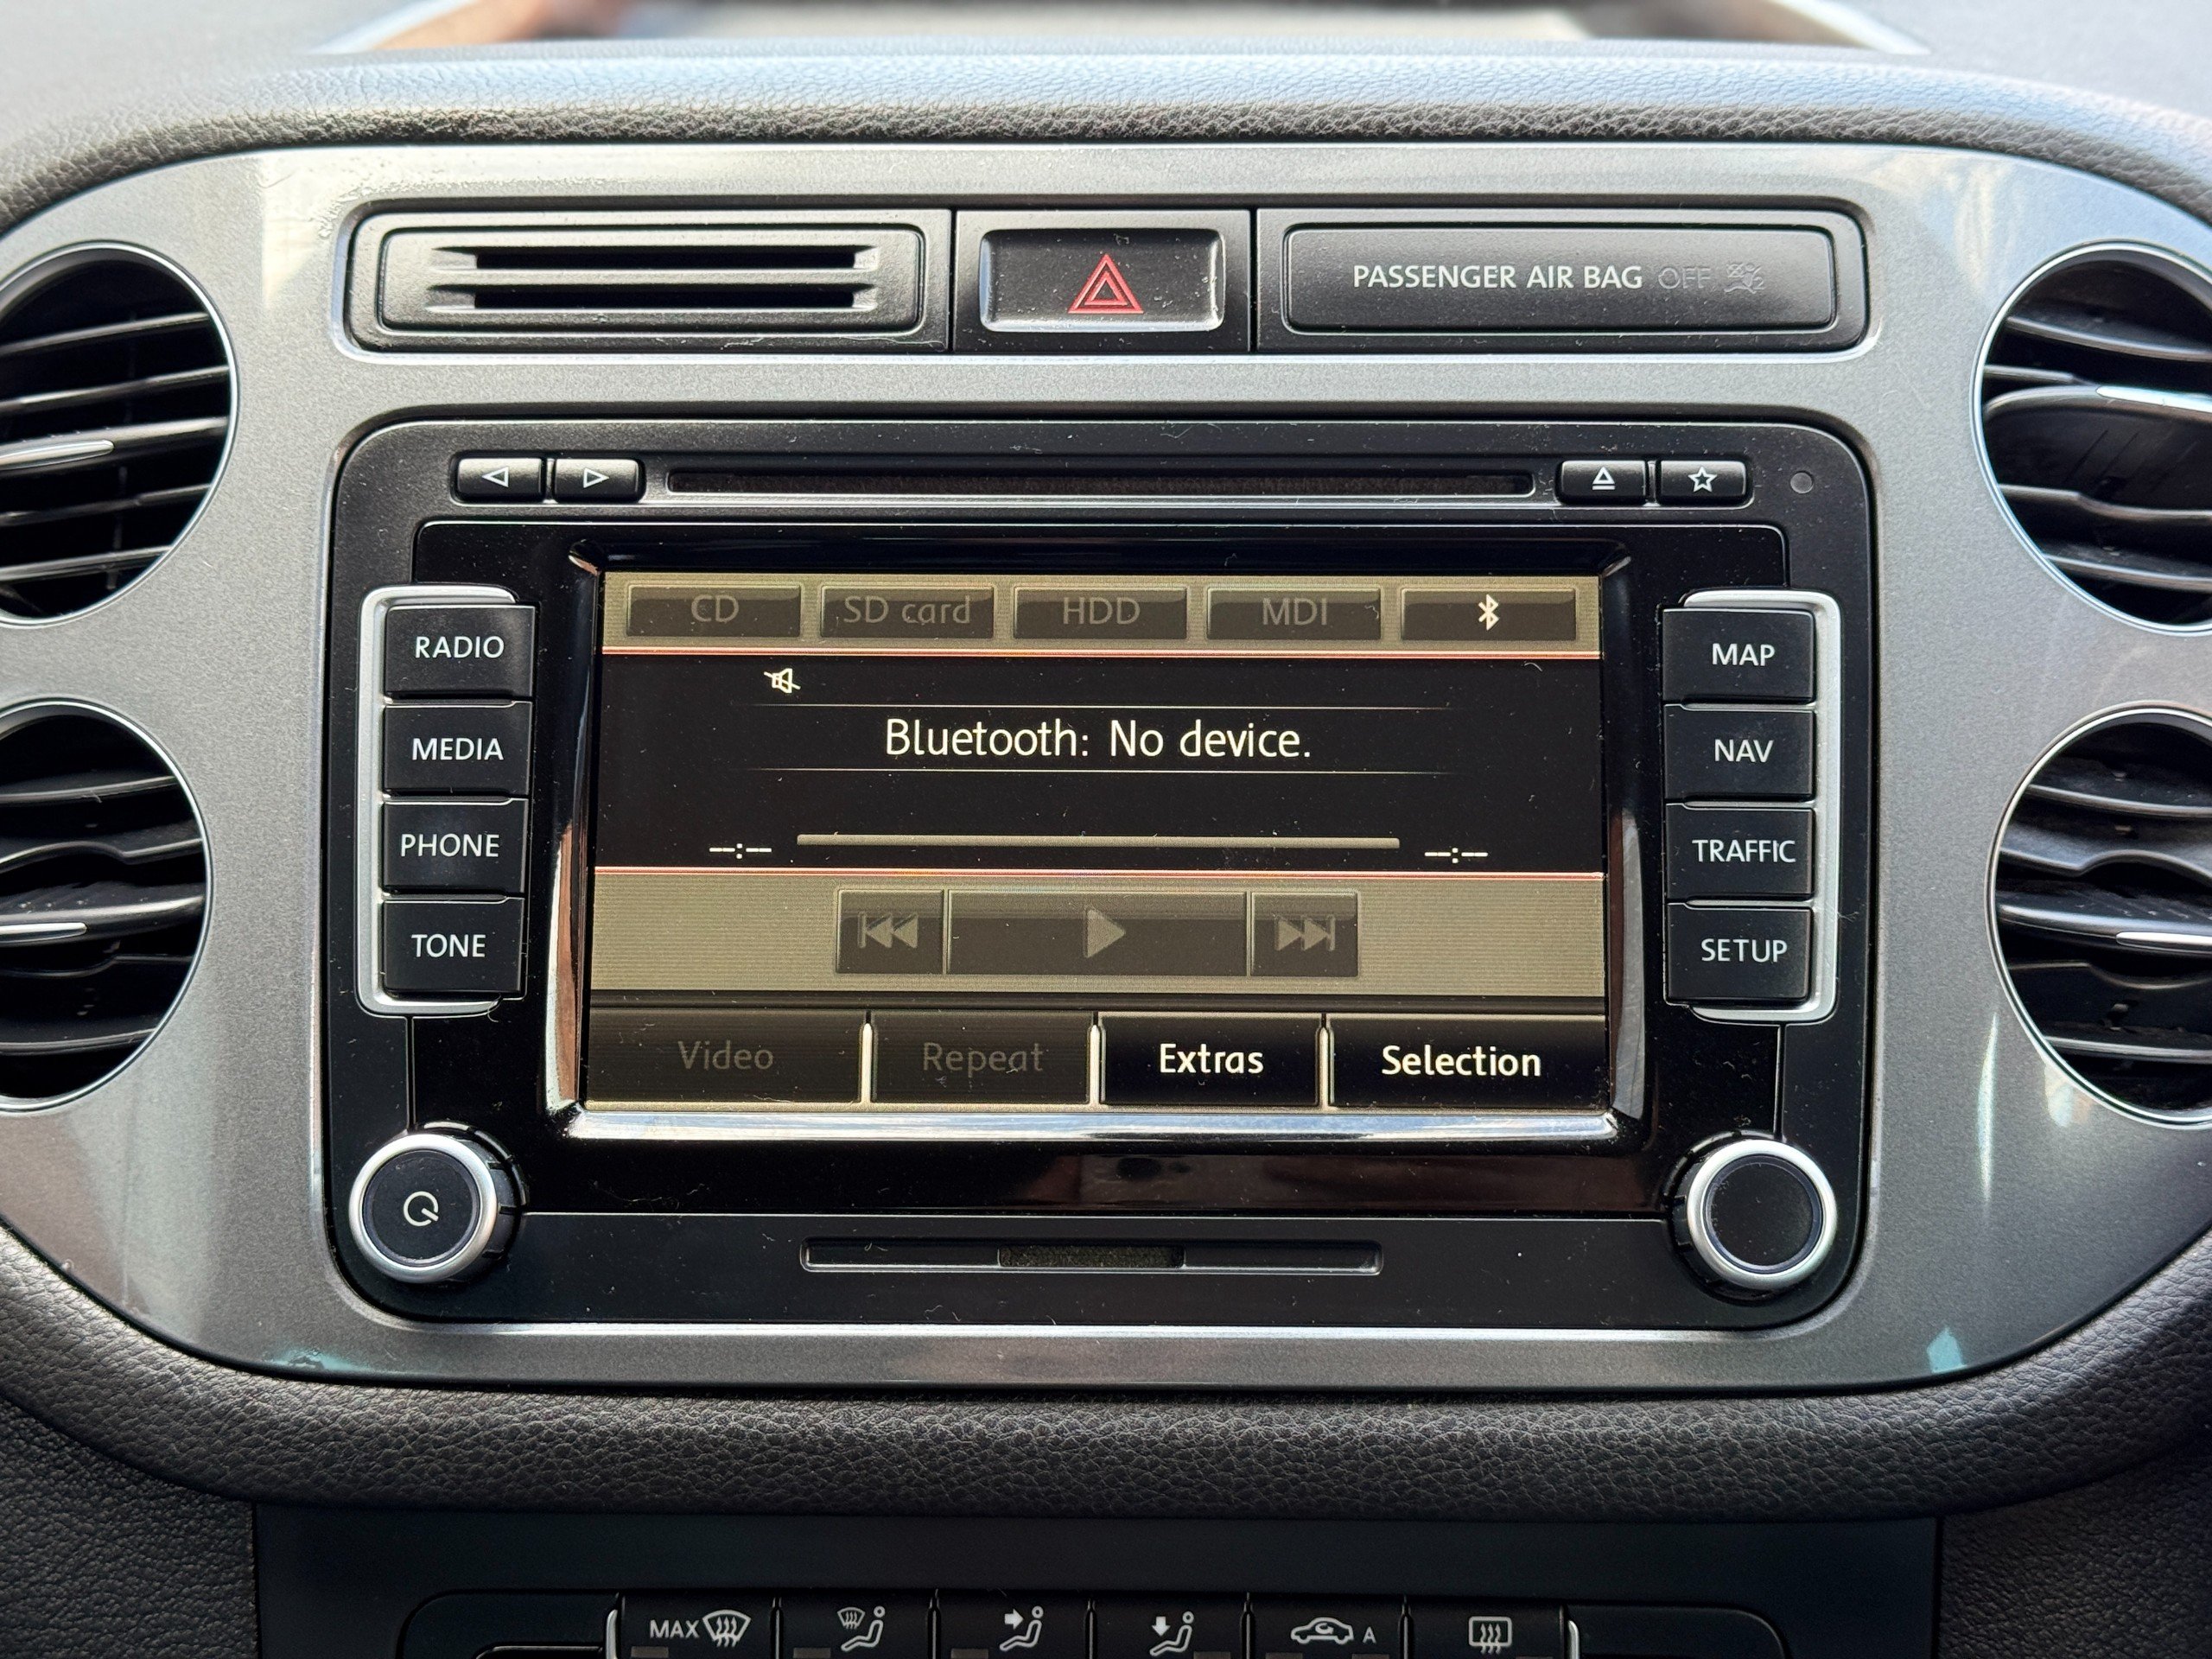 PASSENGER AIR BAG OFF
CD SD card HDD MDI
RADIO
MEDIA
PHONE
TONE
Bluetooth: No device.
--:-- --:--
Video Repeat Extras Selection
MAP
NAV
TRAFFIC
SETUP
MAX A